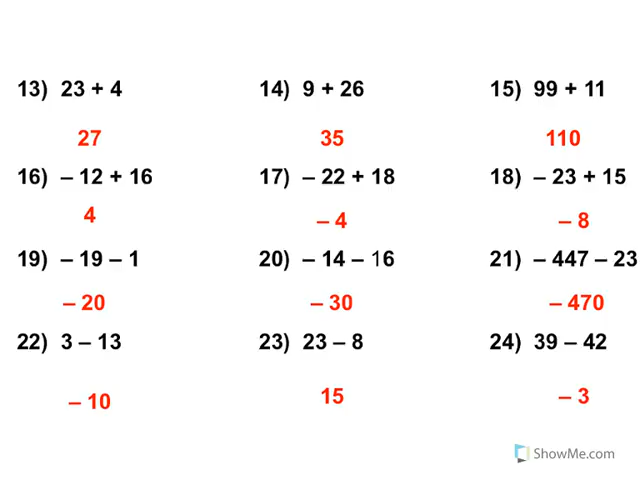 13) 23 + 4 14) 9 + 26 15) 99 + 11
27 35 110
16) – 12 + 16 17) – 22 + 18 18) – 23 + 15
4 – 4 – 8
19) – 19 – 1 20) – 14 – 16 21) – 447 – 23
– 20 – 30 – 470
22) 3 – 13 23) 23 – 8 24) 39 – 42
– 10 15 – 3
ShowMe.com